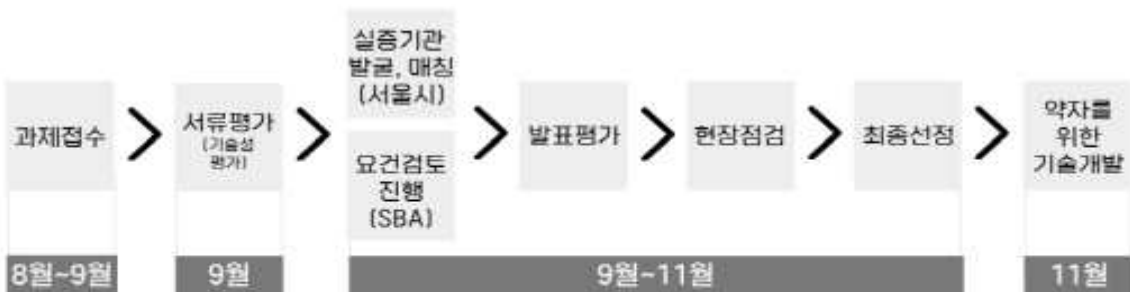 과제접수
서류평가
(기술성
평가)
실증기관
발굴, 매칭
(서울시)
요건검토
진행
(SBA)
발표평가
현장점검
최종선정
약자를
위한
기술개발
8월~9월
9월
9월~11월
11월